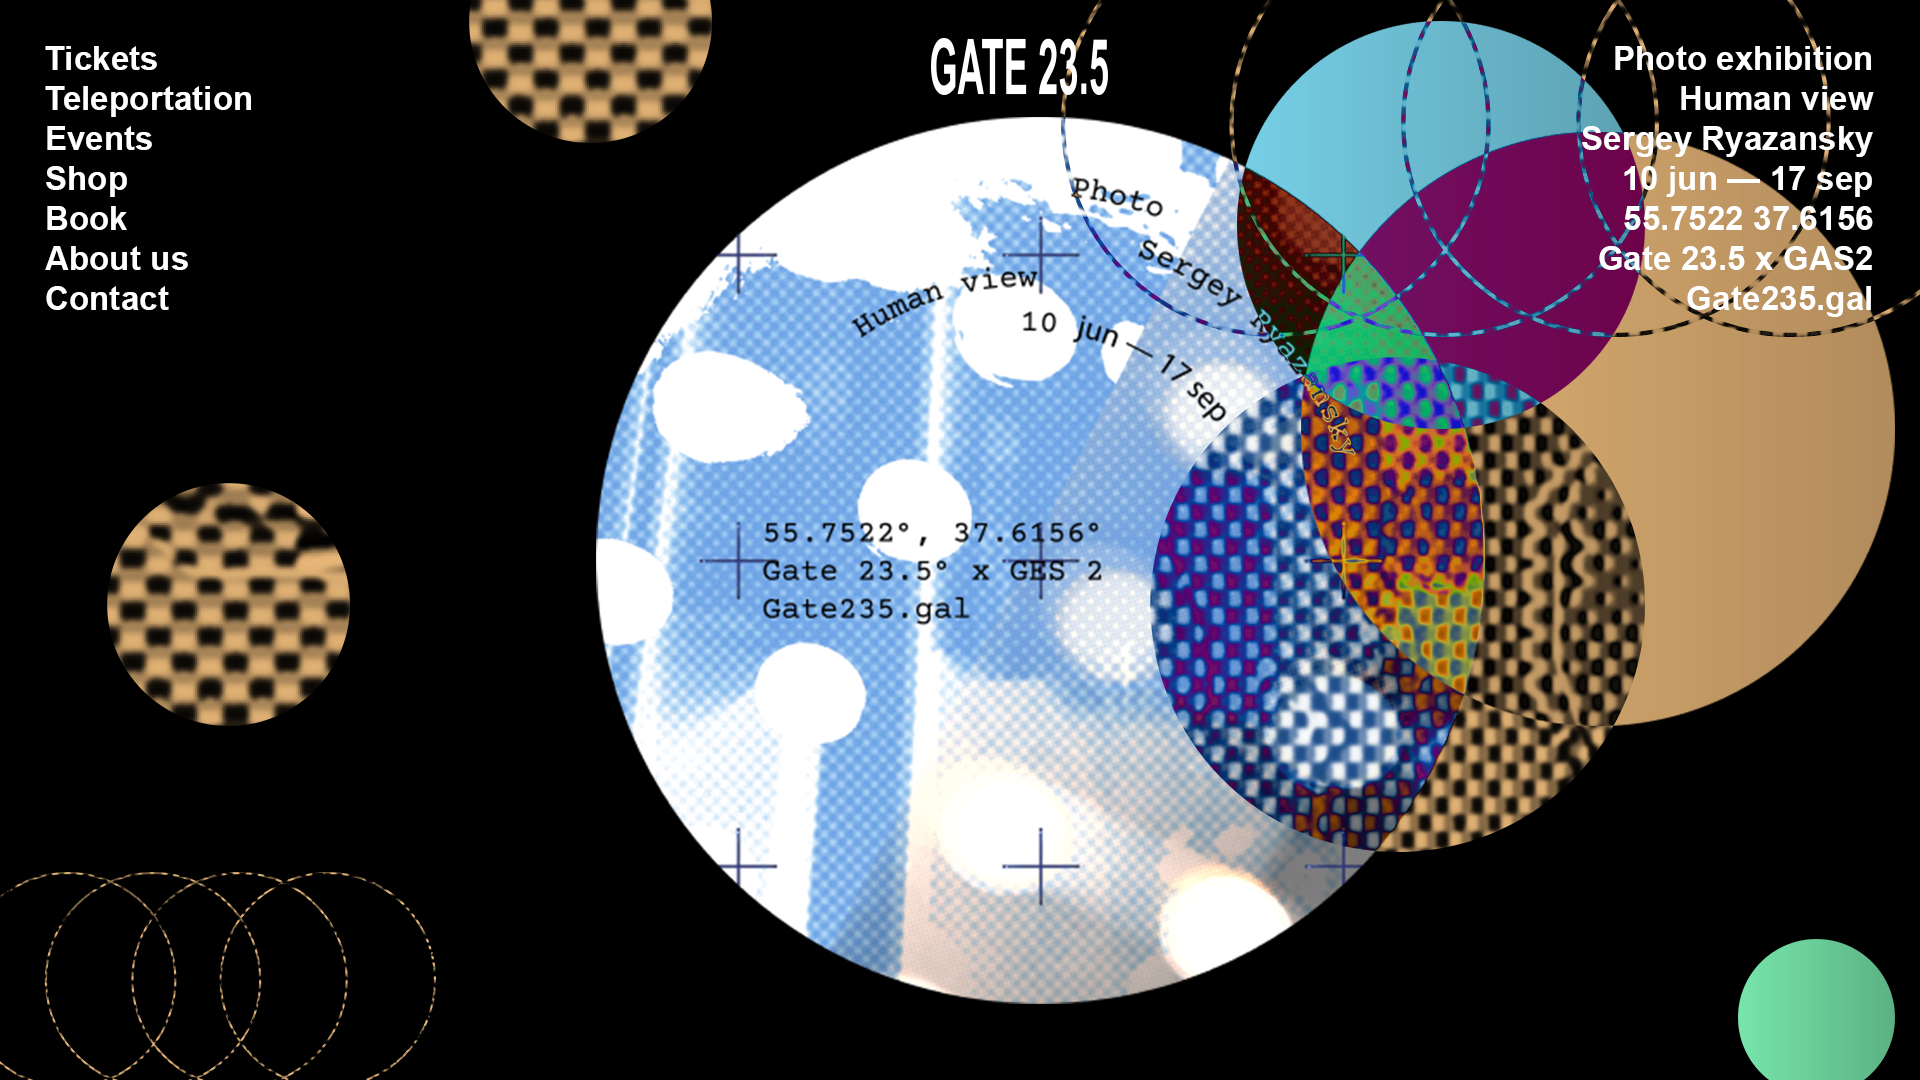 Tickets
Teleportation
Events
Shop
Book
About us
Contact
GATE 23.5
Photo exhibition
Human view
Sergey Ryazansky
10 jun — 17 sep
55.7522 37.6156
Gate 23.5 x GAS2
Gate235.gal
Photo
Sergey Ryazansky
Human view
10 jun — 17 sep
55.7522°, 37.6156°
Gate 23.5° x GES 2
Gate235.gal